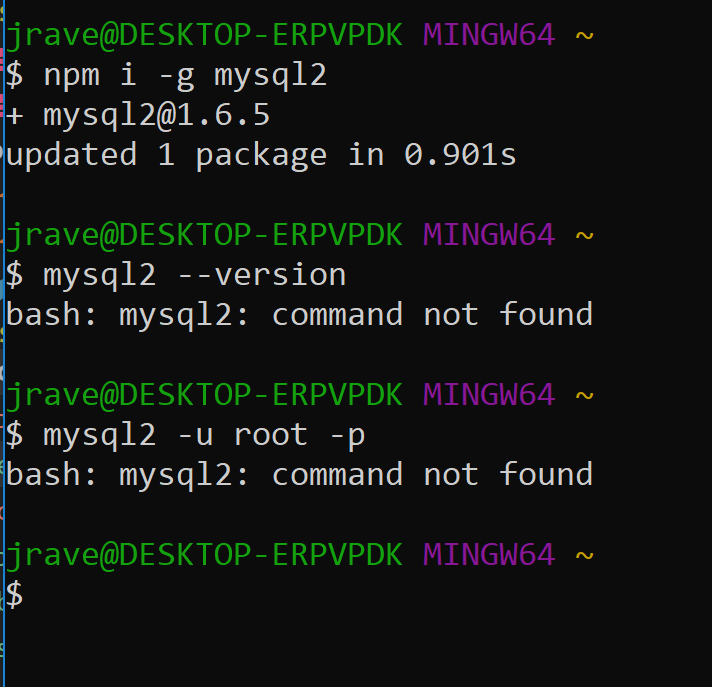 jrave@DESKTOP-ERPVPDK MINGW64 ~
$ npm i -g mysql2
+ mysql2@1.6.5
updated 1 package in 0.901s
jrave@DESKTOP-ERPVPDK MINGW64 ~
$ mysql2 --version
bash: mysql2: command not found
jrave@DESKTOP-ERPVPDK MINGW64 ~
$ mysql2 -u root -p
bash: mysql2: command not found
jrave@DESKTOP-ERPVPDK MINGW64 ~
$